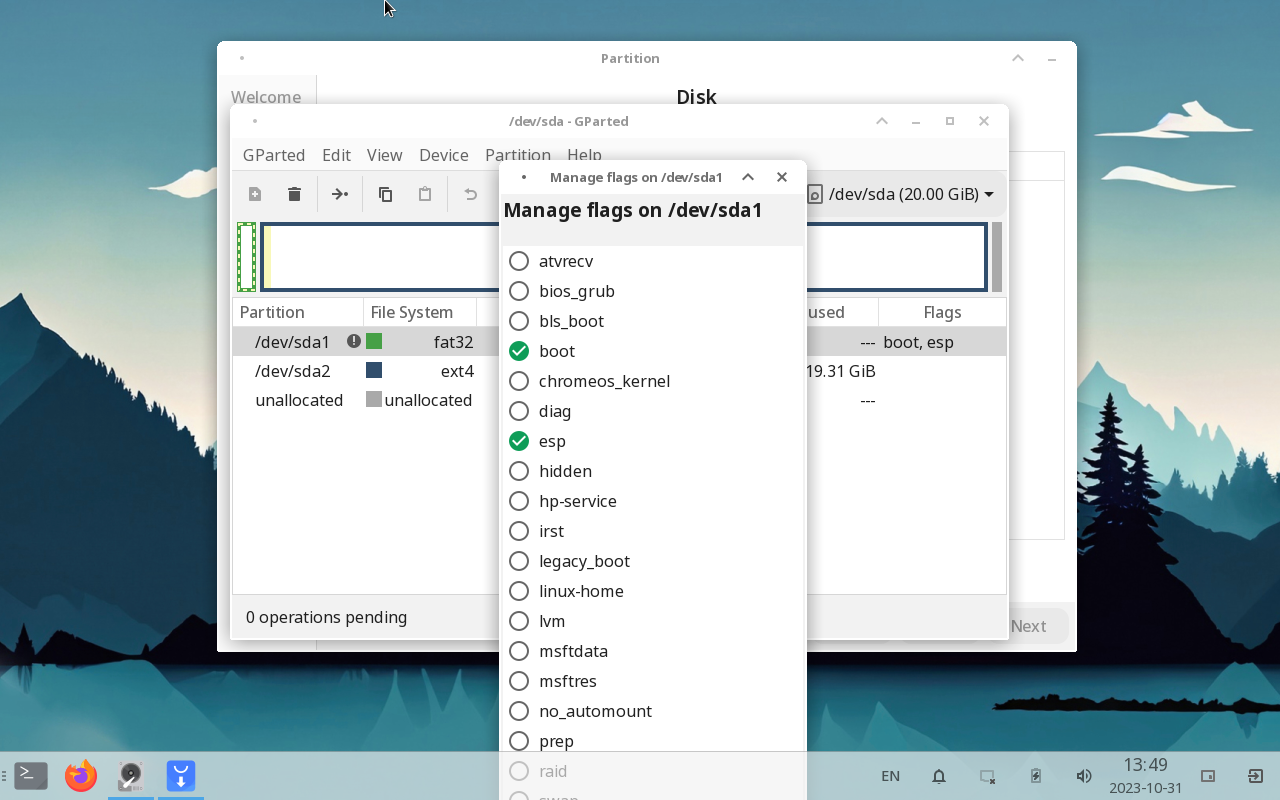 Partition
Welcome
Disk
/dev/sda - GParted
GParted Edit View Device Partition Help
Manage flags on /dev/sda1
/dev/sda (20.00 GiB)
Manage flags on /dev/sda1
atvrecv
bios_grub
bls_boot
boot
chromeos_kernel
diag
esp
hidden
hp-service
irst
legacy_boot
linux-home
lvm
msftdata
msftres
no_automount
prep
raid
swap
Partition File System used Flags
/dev/sda1 fat32 --- boot, esp
/dev/sda2 ext4 19.31 GiB
unallocated unallocated ---
0 operations pending
Next
EN
13:49
2023-10-31